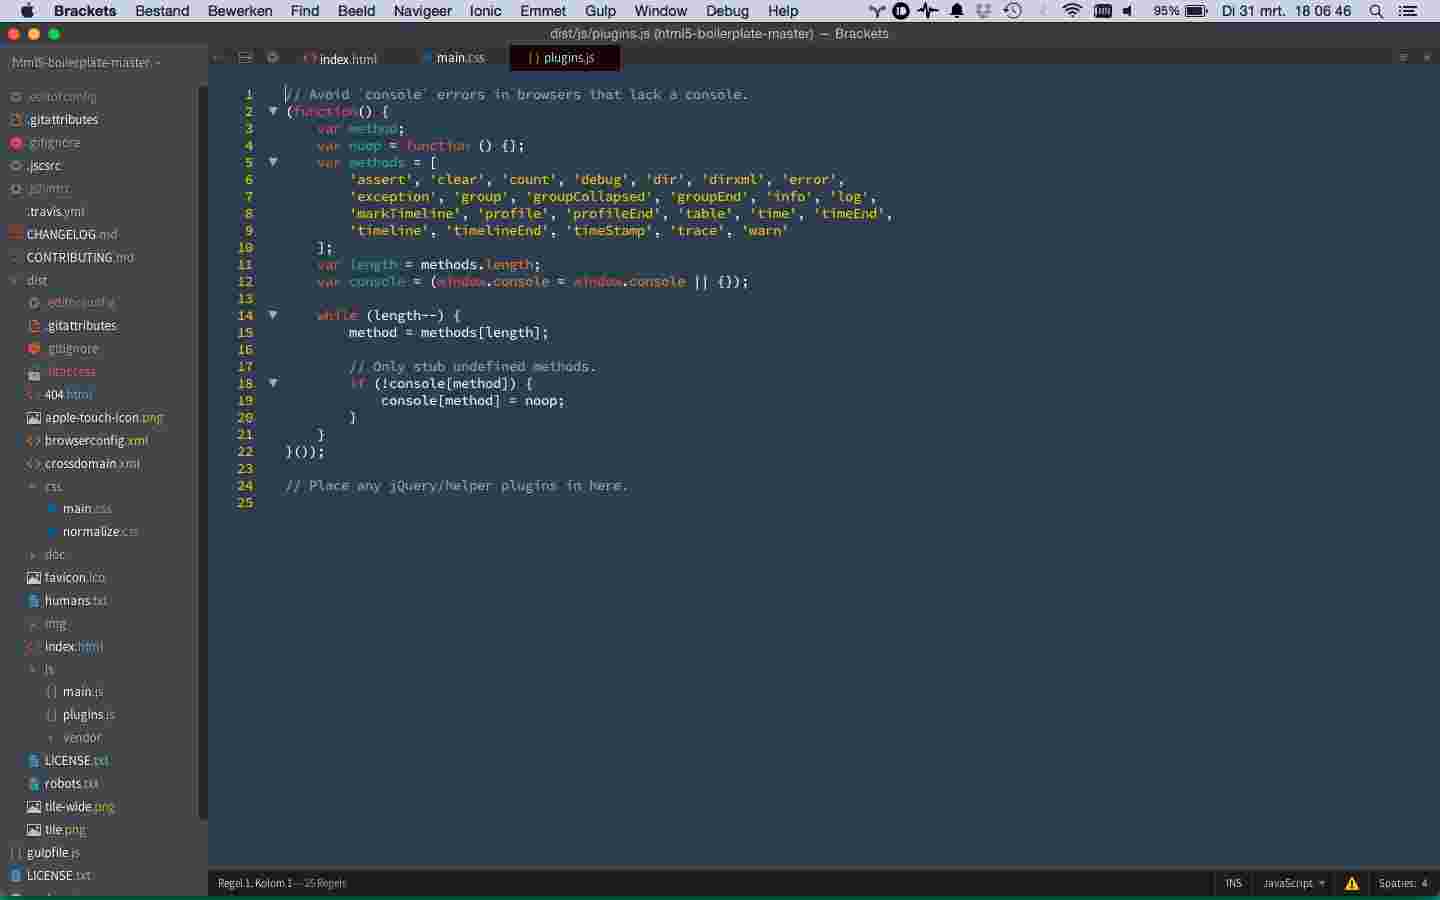 Brackets Bestand Bewerken Find Beeld Navigeer Ionic Emmet Gulp Window Debug Help 95% Di 31 mrt. 18 06 46
dist/js/plugins.js (html5-boilerplate-master) — Brackets
html5-boilerplate-master
index.html main.css plugins.js
.editorconfig
.gitattributes
.gitignore
.jscsrc
.jshintrc
.travis.yml
CHANGELOG.md
CONTRIBUTING.md
dist
.editorconfig
.gitattributes
.gitignore
.htaccess
404.html
apple-touch-icon.png
browserconfig.xml
crossdomain.xml
css
main.css
normalize.css
doc
favicon.ico
humans.txt
img
index.html
js
main.js
plugins.js
vendor
LICENSE.txt
robots.txt
tile-wide.png
tile.png
gulpfile.js
LICENSE.txt
1 // Avoid `console` errors in browsers that lack a console.
2 (function() {
3 var method;
4 var noop = function () {};
5 var methods = [
6 'assert', 'clear', 'count', 'debug', 'dir', 'dirxml', 'error',
7 'exception', 'group', 'groupCollapsed', 'groupEnd', 'info', 'log',
8 'markTimeline', 'profile', 'profileEnd', 'table', 'time', 'timeEnd',
9 'timeline', 'timelineEnd', 'timeStamp', 'trace', 'warn'
10 ];
11 var length = methods.length;
12 var console = (window.console = window.console || {});
13
14 while (length--) {
15 method = methods[length];
16
17 // Only stub undefined methods.
18 if (!console[method]) {
19 console[method] = noop;
20 }
21 }
22 }());
23
24 // Place any jQuery/helper plugins in here.
25
Regel 1, Kolom 1 — 25 Regels INS JavaScript Spaties: 4